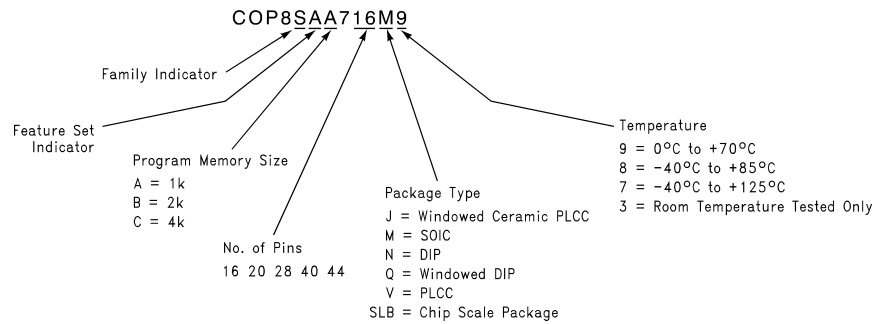 COP8SAA716M9
Family Indicator
Feature Set
Indicator
Program Memory Size
A = 1k
B = 2k
C = 4k
No. of Pins
16 20 28 40 44
Package Type
J = Windowed Ceramic PLCC
M = SOIC
N = DIP
Q = Windowed DIP
V = PLCC
SLB = Chip Scale Package
Temperature
9 = 0°C to +70°C
8 = -40°C to +85°C
7 = -40°C to +125°C
3 = Room Temperature Tested Only